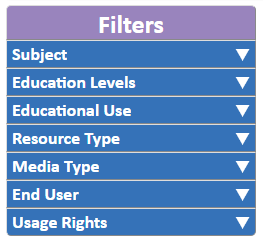 Filters
Subject
Education Levels
Educational Use
Resource Type
Media Type
End User
Usage Rights